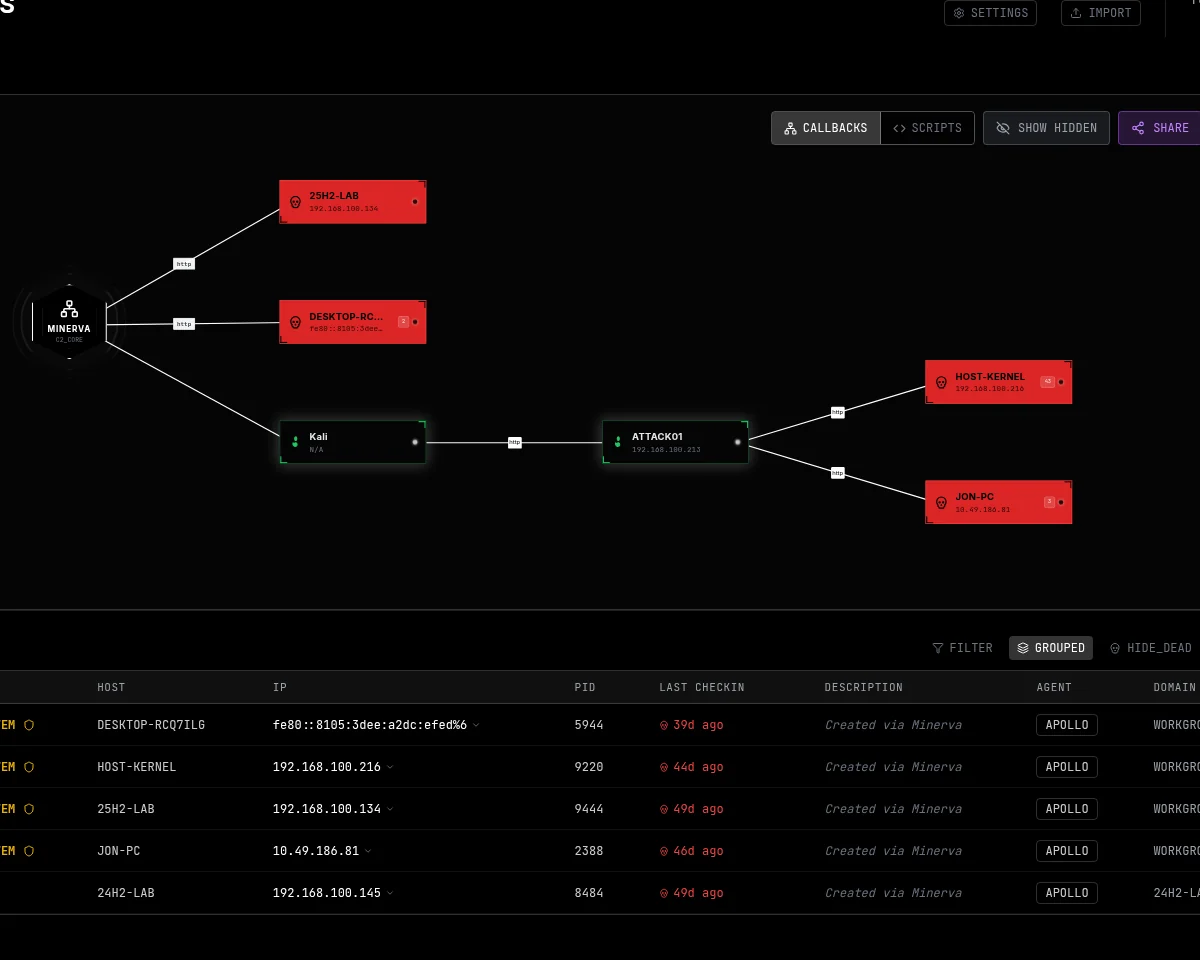 S
SETTINGS
IMPORT
CALLBACKS
SCRIPTS
SHOW HIDDEN
SHARE
25H2-LAB
192.168.100.134
http
DESKTOP-RC...
fe80::8105:3dee…
2
http
MINERVA
C2_CORE
HOST-KERNEL
192.168.100.216
43
http
Kali
N/A
http
ATTACK01
192.168.100.213
http
JON-PC
10.49.186.81
3
FILTER
GROUPED
HIDE_DEAD
HOST IP PID LAST CHECKIN DESCRIPTION AGENT DOMAIN
EM DESKTOP-RCQ7ILG fe80::8105:3dee:a2dc:efed%6 5944 39d ago Created via Minerva APOLLO WORKGRO
EM HOST-KERNEL 192.168.100.216 9220 44d ago Created via Minerva APOLLO WORKGRO
EM 25H2-LAB 192.168.100.134 9444 49d ago Created via Minerva APOLLO WORKGRO
EM JON-PC 10.49.186.81 2388 46d ago Created via Minerva APOLLO WORKGRO
24H2-LAB 192.168.100.145 8484 49d ago Created via Minerva APOLLO 24H2-LA